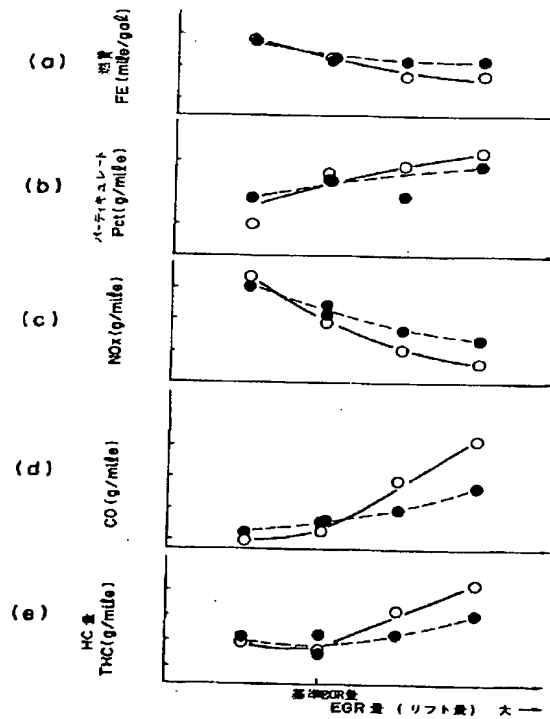 (a)
燃費
FE(mile/gal)
(b)
パーティキュレート
Pct(g/mile)
(c)
NOx(g/mile)
(d)
CO(g/mile)
(e)
HC量
THC(g/mile)
基準EGR量
EGR量 (リフト量) 大→